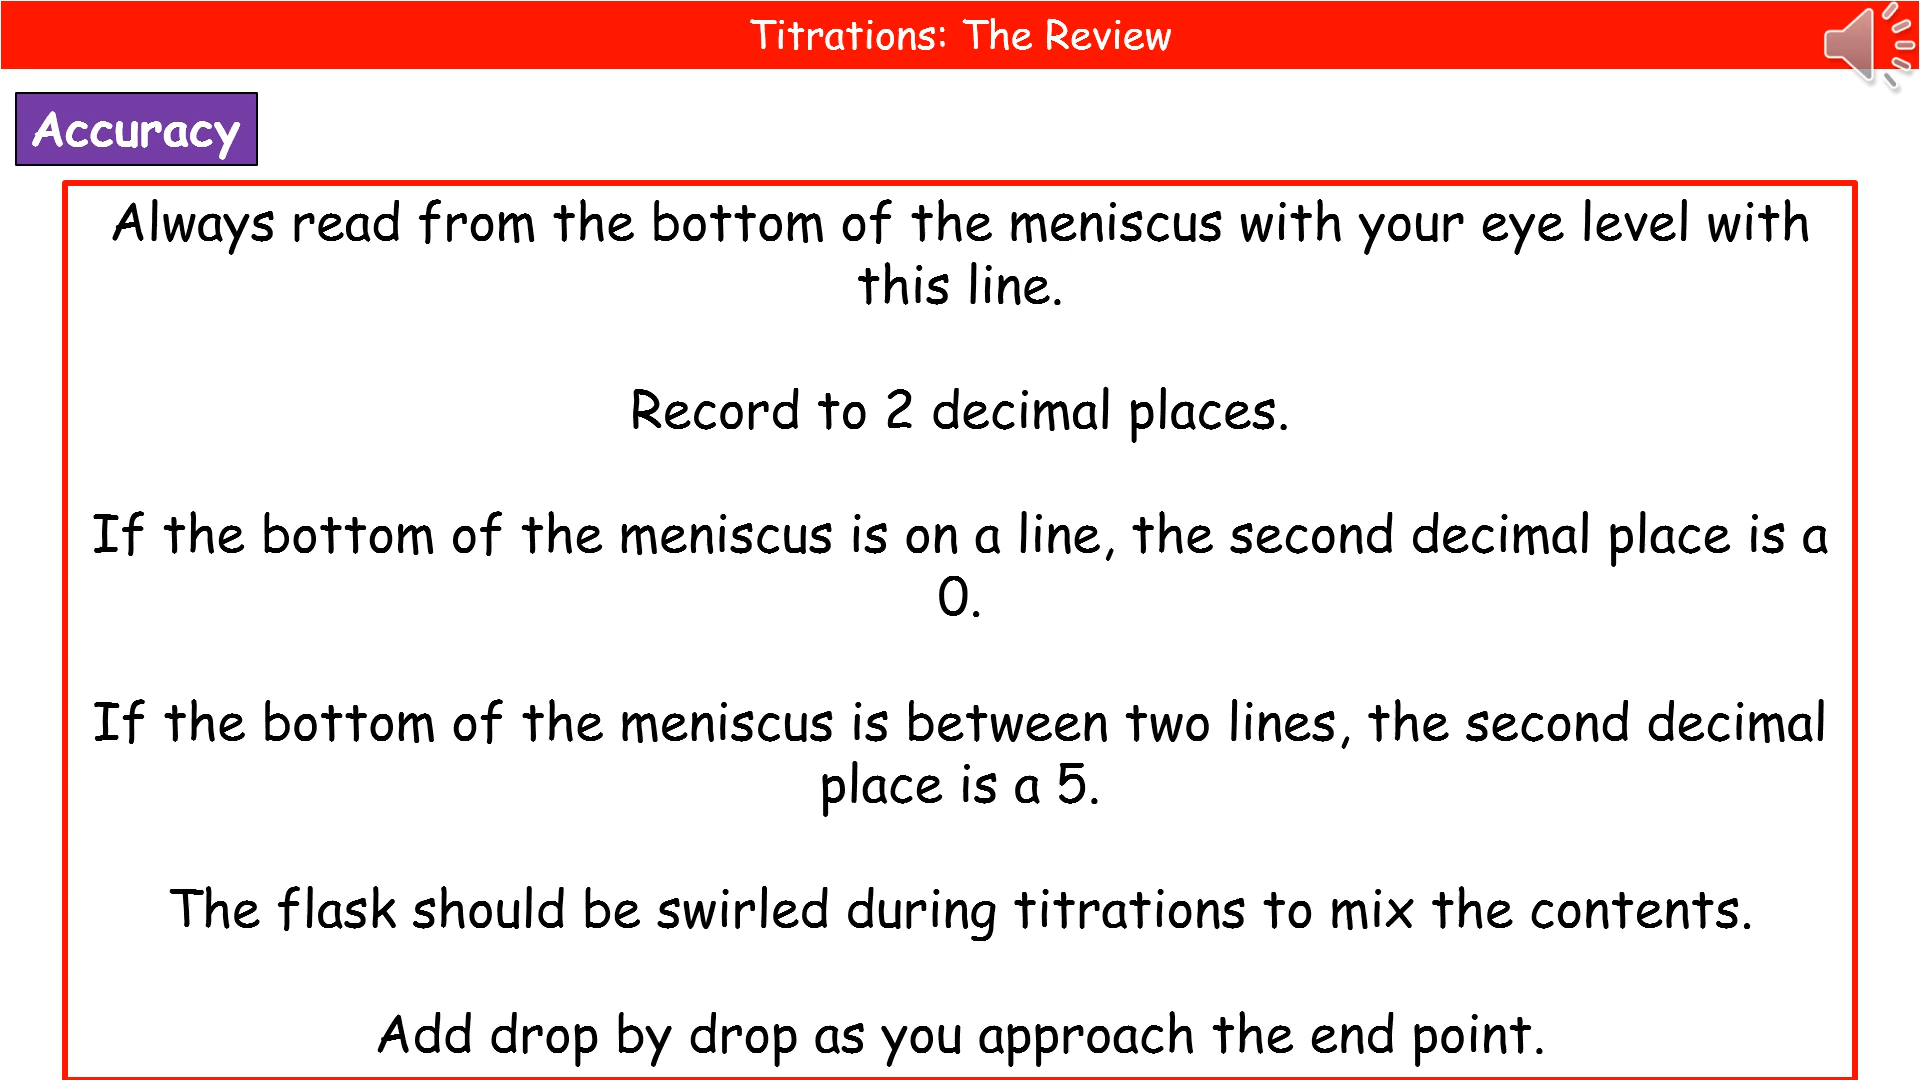 Titrations: The Review
Accuracy
Always read from the bottom of the meniscus with your eye level with
this line.
Record to 2 decimal places.
If the bottom of the meniscus is on a line, the second decimal place is a
0.
If the bottom of the meniscus is between two lines, the second decimal
place is a 5.
The flask should be swirled during titrations to mix the contents.
Add drop by drop as you approach the end point.